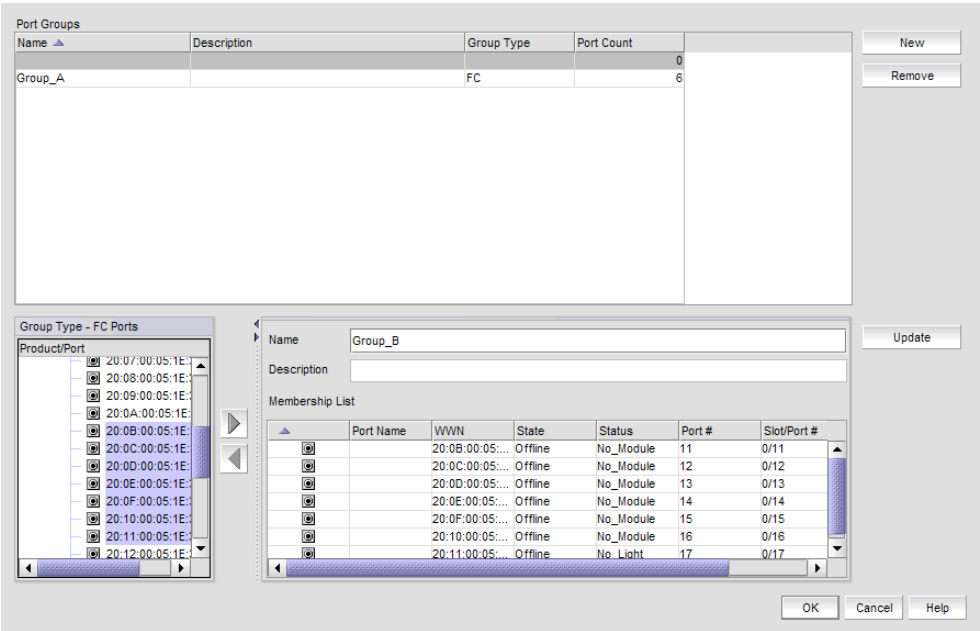 Port Groups
Name Description Group Type Port Count
0
Group_A FC 6
New
Remove
Group Type - FC Ports
Product/Port
20:07:00:05:1E:
20:08:00:05:1E:
20:09:00:05:1E:
20:0A:00:05:1E:
20:0B:00:05:1E:
20:0C:00:05:1E:
20:0D:00:05:1E:
20:0E:00:05:1E:
20:0F:00:05:1E:
20:10:00:05:1E:
20:11:00:05:1E:
20:12:00:05:1E:
Name Group_B
Description
Membership List
Port Name WWN State Status Port # Slot/Port #
20:0B:00:05:... Offline No_Module 11 0/11
20:0C:00:05:... Offline No_Module 12 0/12
20:0D:00:05:... Offline No_Module 13 0/13
20:0E:00:05:... Offline No_Module 14 0/14
20:0F:00:05:... Offline No_Module 15 0/15
20:10:00:05:... Offline No_Module 16 0/16
20:11:00:05:... Offline No_Light 17 0/17
Update
OK Cancel Help